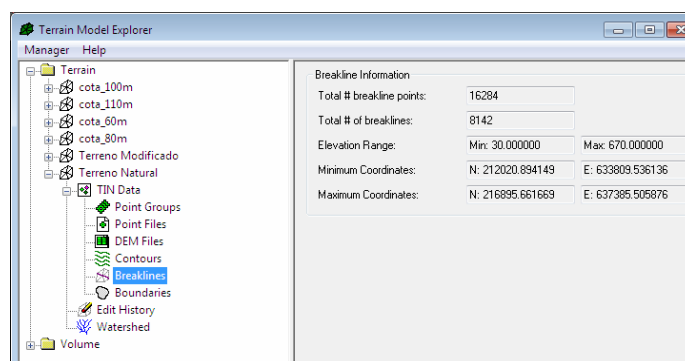 Terrain Model Explorer
Manager Help
Terrain
cota_100m
cota_110m
cota_60m
cota_80m
Terreno Modificado
Terreno Natural
TIN Data
Point Groups
Point Files
DEM Files
Contours
Breaklines
Boundaries
Edit History
Watershed
Volume
Breakline Information
Total # breakline points: 16284
Total # of breaklines: 8142
Elevation Range: Min: 30.000000 Max: 670.000000
Minimum Coordinates: N: 212020.894149 E: 633809.536136
Maximum Coordinates: N: 216895.661669 E: 637385.505876